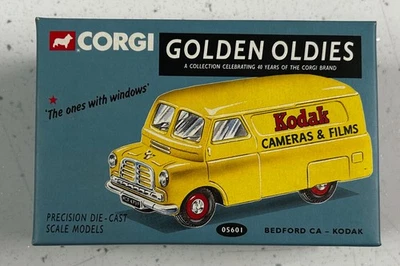 CORGI
GOLDEN OLDIES
A COLLECTION CELEBRATING 40 YEARS OF THE CORGI BRAND
'The ones with windows'
Kodak
CAMERAS & FILMS
PRECISION DIE-CAST
SCALE MODELS
05601
BEDFORD CA – KODAK